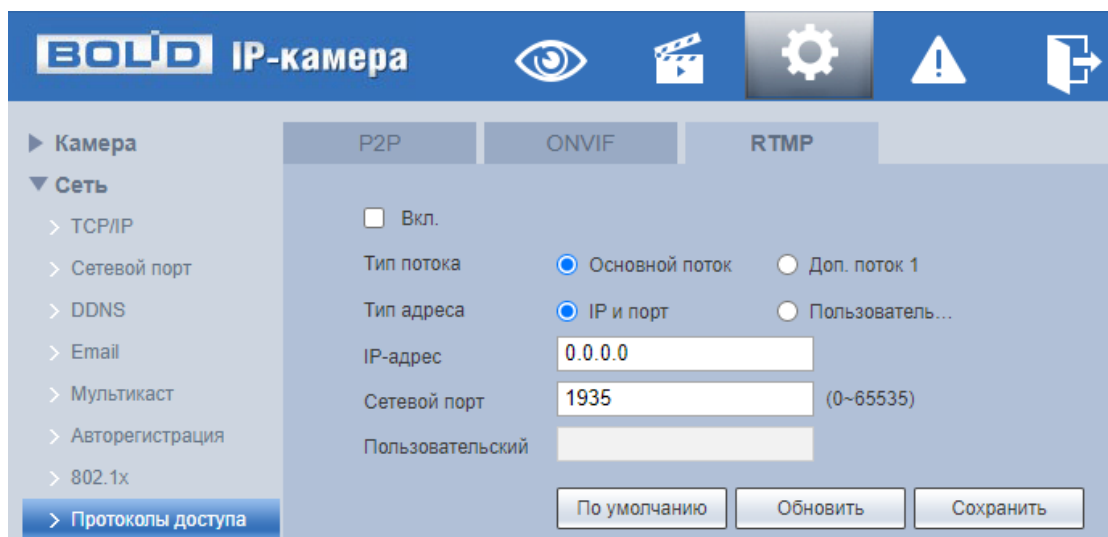 BOLID IP-камера
P2P ONVIF RTMP
Камера
Сеть
TCP/IP
Сетевой порт
DDNS
Email
Мультикаст
Авторегистрация
802.1x
Протоколы доступа
Вкл.
Тип потока Основной поток Доп. поток 1
Тип адреса IP и порт Пользователь...
IP-адрес 0.0.0.0
Сетевой порт 1935 (0~65535)
Пользовательский
По умолчанию Обновить Сохранить